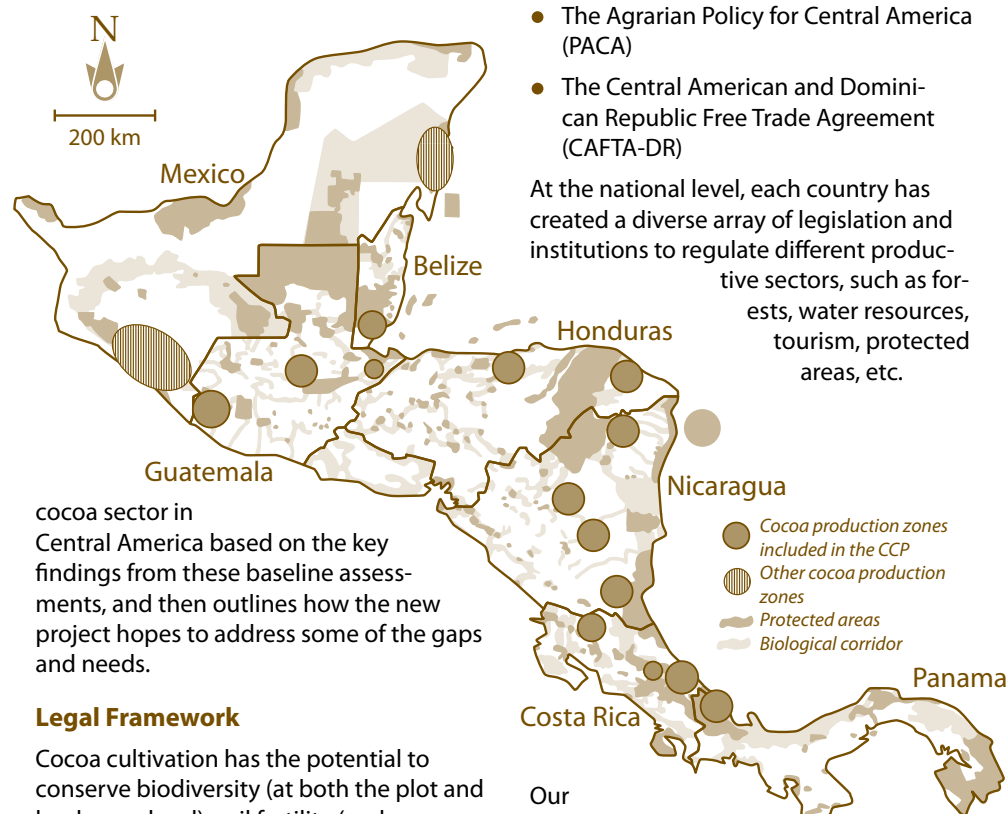 N
200 km
Mexico
Belize
Honduras
Guatemala
Nicaragua
Costa Rica
Panama
Cocoa production zones
included in the CCP
Other cocoa production
zones
Protected areas
Biological corridor
cocoa sector in
Central America based on the key
findings from these baseline assess-
ments, and then outlines how the new
project hopes to address some of the gaps
and needs.
Legal Framework
Cocoa cultivation has the potential to
conserve biodiversity (at both the plot and
• The Agrarian Policy for Central America
(PACA)
• The Central American and Domini-
can Republic Free Trade Agreement
(CAFTA-DR)
At the national level, each country has
created a diverse array of legislation and
institutions to regulate different produc-
tive sectors, such as for-
ests, water resources,
tourism, protected
areas, etc.
Our